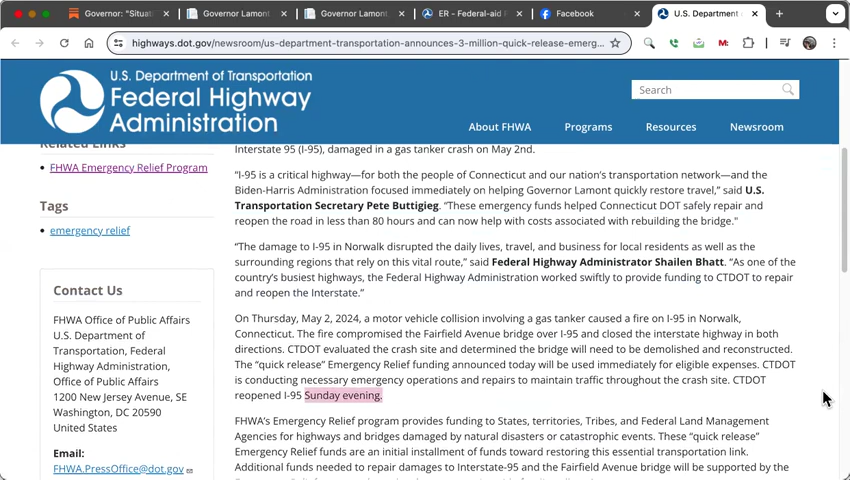 Governor: "Situati
Governor Lamont
Governor Lamont
ER - Federal-aid
Facebook
U.S. Department
highways.dot.gov/newsroom/us-department-transportation-announces-3-million-quick-release-emerg...
U.S. Department of Transportation
Federal Highway
Administration
Search
About FHWA
Programs
Resources
Newsroom
Related Links
FHWA Emergency Relief Program
Tags
emergency relief
Contact Us
FHWA Office of Public Affairs
U.S. Department of
Transportation, Federal
Highway Administration,
Office of Public Affairs
1200 New Jersey Avenue, SE
Washington, DC 20590
United States
Email:
FHWA.PressOffice@dot.gov
Interstate 95 (I-95), damaged in a gas tanker crash on May 2nd.
“I-95 is a critical highway—for both the people of Connecticut and our nation’s transportation network—and the
Biden-Harris Administration focused immediately on helping Governor Lamont quickly restore travel,” said U.S.
Transportation Secretary Pete Buttigieg. “These emergency funds helped Connecticut DOT safely repair and
reopen the road in less than 80 hours and can now help with costs associated with rebuilding the bridge."
“The damage to I-95 in Norwalk disrupted the daily lives, travel, and business for local residents as well as the
surrounding regions that rely on this vital route,” said Federal Highway Administrator Shailen Bhatt. “As one of the
country’s busiest highways, the Federal Highway Administration worked swiftly to provide funding to CTDOT to repair
and reopen the Interstate.”
On Thursday, May 2, 2024, a motor vehicle collision involving a gas tanker caused a fire on I-95 in Norwalk,
Connecticut. The fire compromised the Fairfield Avenue bridge over I-95 and closed the interstate highway in both
directions. CTDOT evaluated the crash site and determined the bridge will need to be demolished and reconstructed.
The “quick release” Emergency Relief funding announced today will be used immediately for eligible expenses. CTDOT
is conducting necessary emergency operations and repairs to maintain traffic throughout the crash site. CTDOT
reopened I-95 Sunday evening.
FHWA’s Emergency Relief program provides funding to States, territories, Tribes, and Federal Land Management
Agencies for highways and bridges damaged by natural disasters or catastrophic events. These “quick release”
Emergency Relief funds are an initial installment of funds toward restoring this essential transportation link.
Additional funds needed to repair damages to Interstate-95 and the Fairfield Avenue bridge will be supported by the